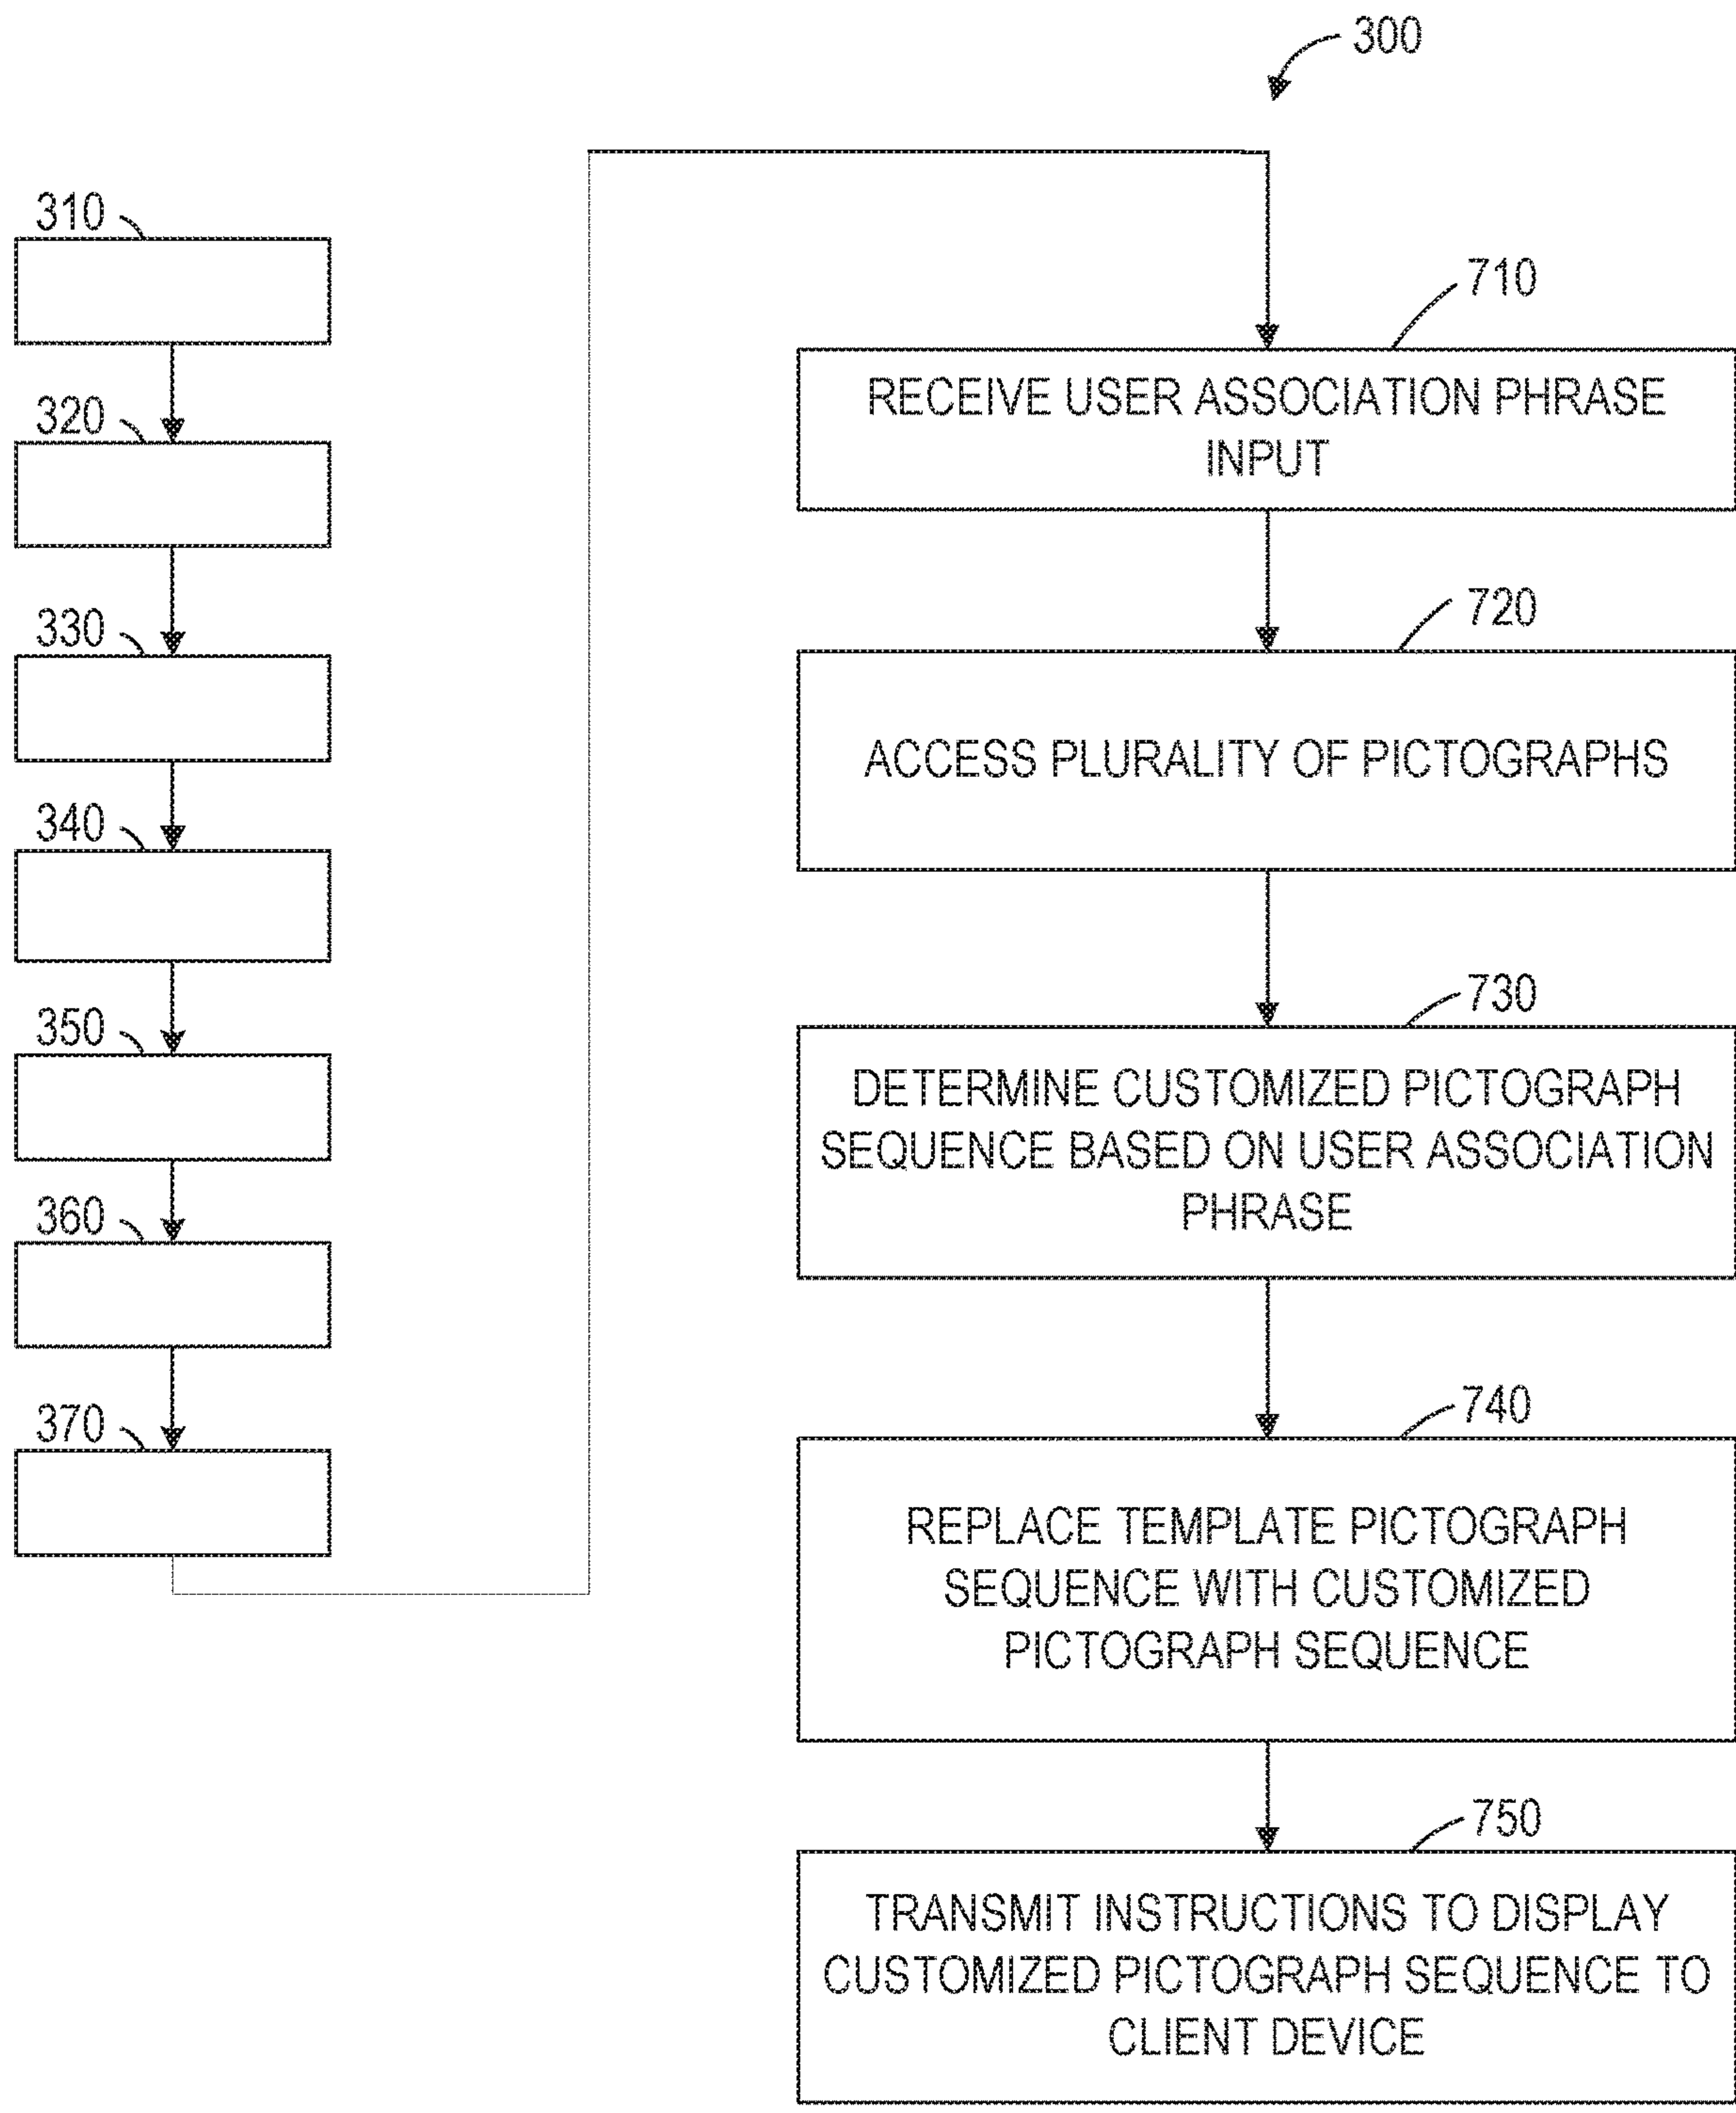 300
310
320
330
340
350
360
370
710
RECEIVE USER ASSOCIATION PHRASE
INPUT
720
ACCESS PLURALITY OF PICTOGRAPHS
730
DETERMINE CUSTOMIZED PICTOGRAPH
SEQUENCE BASED ON USER ASSOCIATION
PHRASE
740
REPLACE TEMPLATE PICTOGRAPH
SEQUENCE WITH CUSTOMIZED
PICTOGRAPH SEQUENCE
750
TRANSMIT INSTRUCTIONS TO DISPLAY
CUSTOMIZED PICTOGRAPH SEQUENCE TO
CLIENT DEVICE